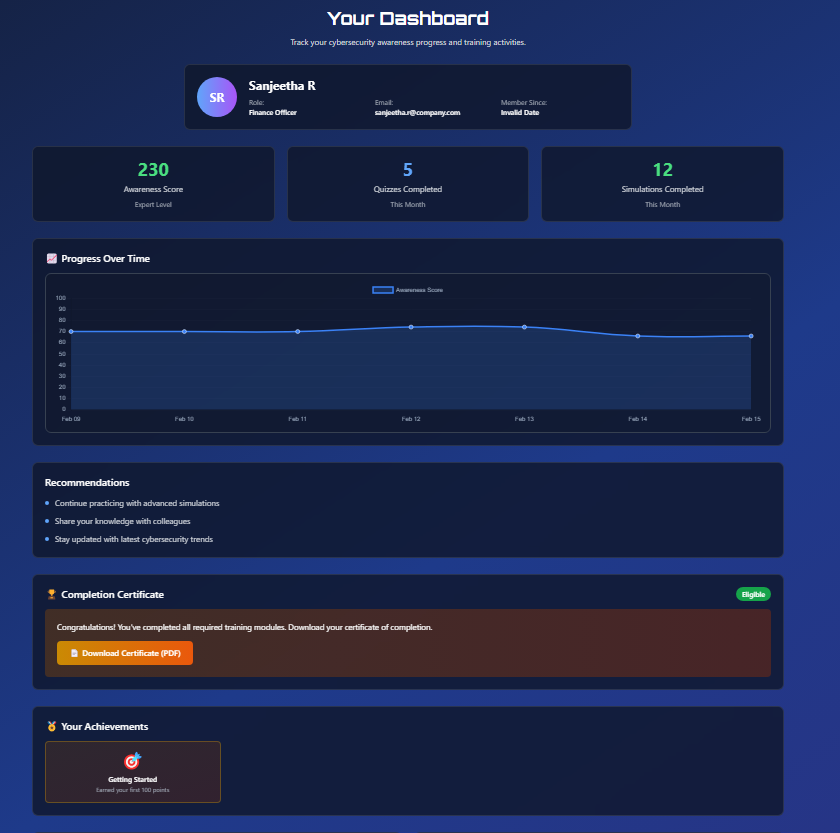 Your Dashboard
Track your cybersecurity awareness progress and training activities.
SR
Sanjeetha R
Role: Email: Member Since:
Finance Officer sanjeetha.r@company.com Invalid Date
230 5 12
Awareness Score Quizzes Completed Simulations Completed
Expert Level This Month This Month
Progress Over Time
Awareness Score
100
90
80
70
60
50
40
30
20
10
0
Feb 09 Feb 10 Feb 11 Feb 12 Feb 13 Feb 14 Feb 15
Recommendations
Continue practicing with advanced simulations
Share your knowledge with colleagues
Stay updated with latest cybersecurity trends
Completion Certificate Eligible
Congratulations! You've completed all required training modules. Download your certificate of completion.
Download Certificate (PDF)
Your Achievements
Getting Started
Earned your first 100 points